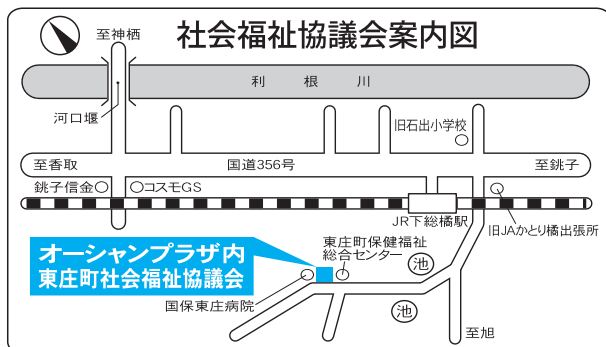 社会福祉協議会案内図
至神栖
利根川
河口堰
旧石出小学校
至香取
国道356号
至銚子
銚子信金
コスモGS
JR下総橘駅
旧JAかとり橘出張所
オーシャンプラザ内
東庄町社会福祉協議会
東庄町保健福祉
総合センター
池
国保東庄病院
池
至旭